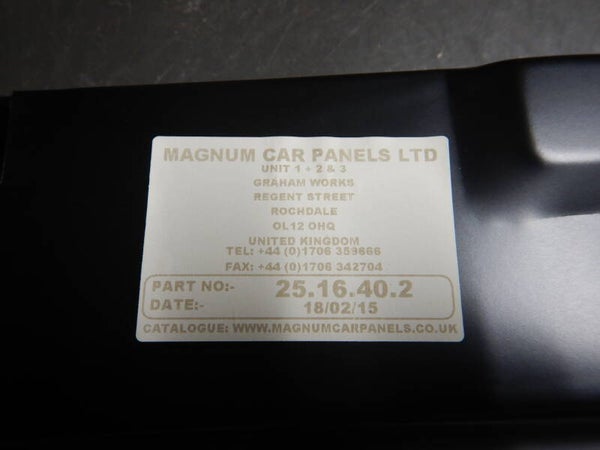 MAGNUM CAR PANELS LTD
UNIT 1 + 2 & 3
GRAHAM WORKS
REGENT STREET
ROCHDALE
OL12 OHQ
UNITED KINGDOM
TEL: +44 (0)1706 359666
FAX: +44 (0)1706 342704
PART NO:- 25.16.40.2
DATE:- 18/02/15
CATALOGUE: WWW.MAGNUMCARPANELS.CO.UK